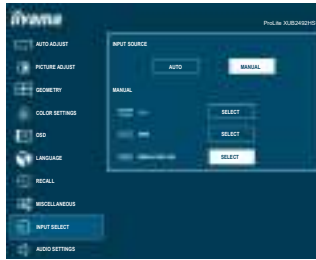 iiyama
ProLite XUB2492HS
AUTO ADJUST
INPUT SOURCE
PICTURE ADJUST
AUTO
MANUAL
GEOMETRY
MANUAL
COLOR SETTINGS
SELECT
OSD
SELECT
LANGUAGE
SELECT
RECALL
MISCELLANEOUS
INPUT SELECT
AUDIO SETTINGS